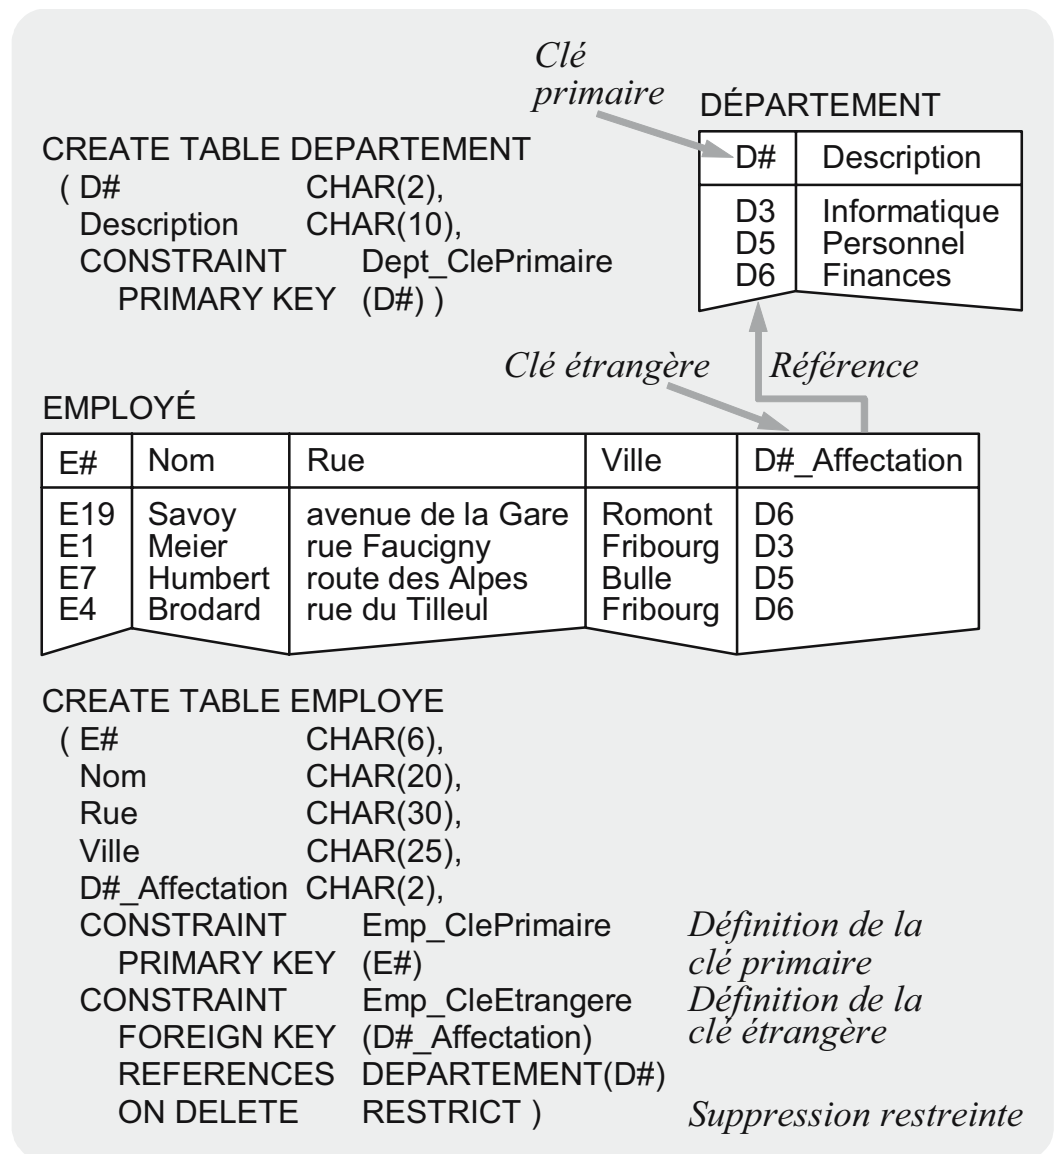 Clé
primaire
DÉPARTEMENT
CREATE TABLE DEPARTEMENT
( D# CHAR(2),
Description CHAR(10),
CONSTRAINT Dept_ClePrimaire
PRIMARY KEY (D#) )
D# Description
D3 Informatique
D5 Personnel
D6 Finances
Clé étrangère
Référence
EMPLOYÉ
E# Nom Rue Ville D#_Affectation
E19 Savoy avenue de la Gare Romont D6
E1 Meier rue Faucigny Fribourg D3
E7 Humbert route des Alpes Bulle D5
E4 Brodard rue du Tilleul Fribourg D6
CREATE TABLE EMPLOYE
( E# CHAR(6),
Nom CHAR(20),
Rue CHAR(30),
Ville CHAR(25),
D#_Affectation CHAR(2),
CONSTRAINT Emp_ClePrimaire Définition de la
PRIMARY KEY (E#) clé primaire
CONSTRAINT Emp_CleEtrangere Définition de la
FOREIGN KEY (D#_Affectation) clé étrangère
REFERENCES DEPARTEMENT(D#)
ON DELETE RESTRICT ) Suppression restreinte